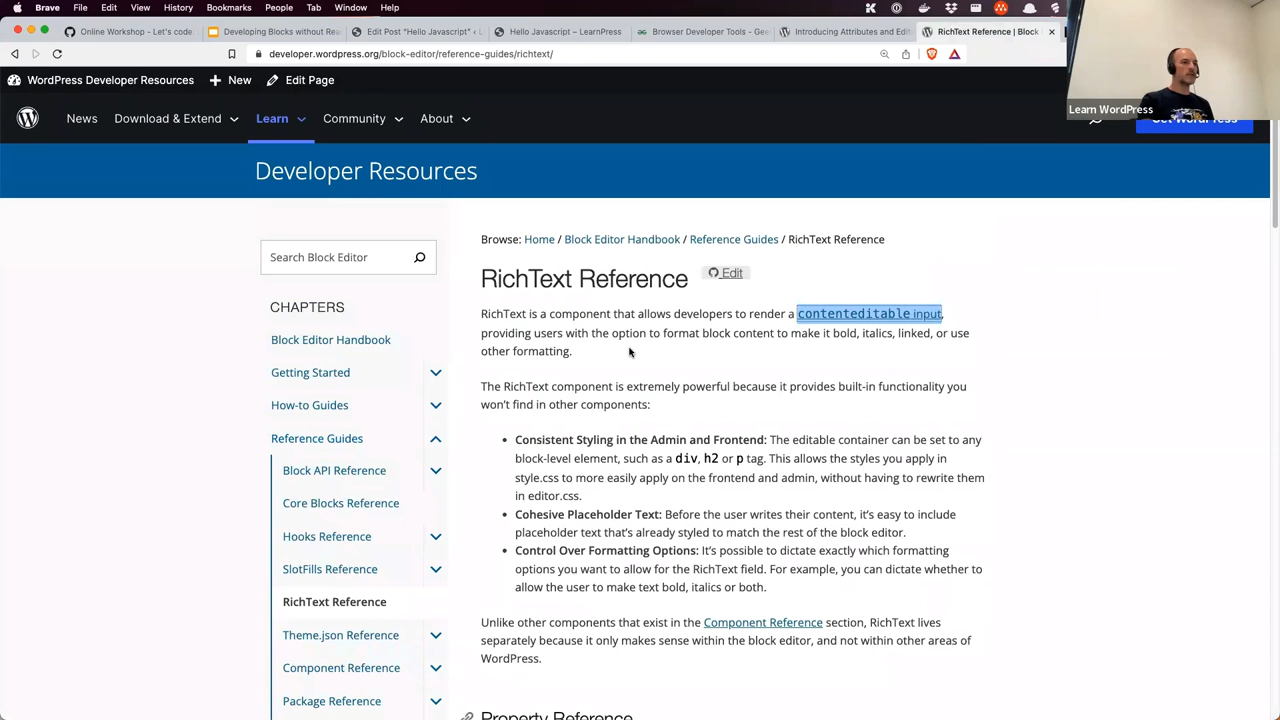 Brave File Edit View History Bookmarks People Tab Window Help
Online Workshop - Let's code
Developing Blocks without Rea
Edit Post "Hello Javascript" ‹ L
Hello Javascript – LearnPress
Browser Developer Tools - Gee
Introducing Attributes and Edit
RichText Reference | Block
developer.wordpress.org/block-editor/reference-guides/richtext/
WordPress Developer Resources New Edit Page
Learn WordPress
News Download & Extend Learn Community About Get WordPress
Developer Resources
Search Block Editor
CHAPTERS
Block Editor Handbook
Getting Started
How-to Guides
Reference Guides
Block API Reference
Core Blocks Reference
Hooks Reference
SlotFills Reference
RichText Reference
Theme.json Reference
Component Reference
Package Reference
Browse: Home / Block Editor Handbook / Reference Guides / RichText Reference
RichText Reference Edit
RichText is a component that allows developers to render a contenteditable input,
providing users with the option to format block content to make it bold, italics, linked, or use
other formatting.
The RichText component is extremely powerful because it provides built-in functionality you
won't find in other components:
• Consistent Styling in the Admin and Frontend: The editable container can be set to any
block-level element, such as a div, h2 or p tag. This allows the styles you apply in
style.css to more easily apply on the frontend and admin, without having to rewrite them
in editor.css.
• Cohesive Placeholder Text: Before the user writes their content, it's easy to include
placeholder text that's already styled to match the rest of the block editor.
• Control Over Formatting Options: It's possible to dictate exactly which formatting
options you want to allow for the RichText field. For example, you can dictate whether to
allow the user to make text bold, italics or both.
Unlike other components that exist in the Component Reference section, RichText lives
separately because it only makes sense within the block editor, and not within other areas of
WordPress.
Property Reference